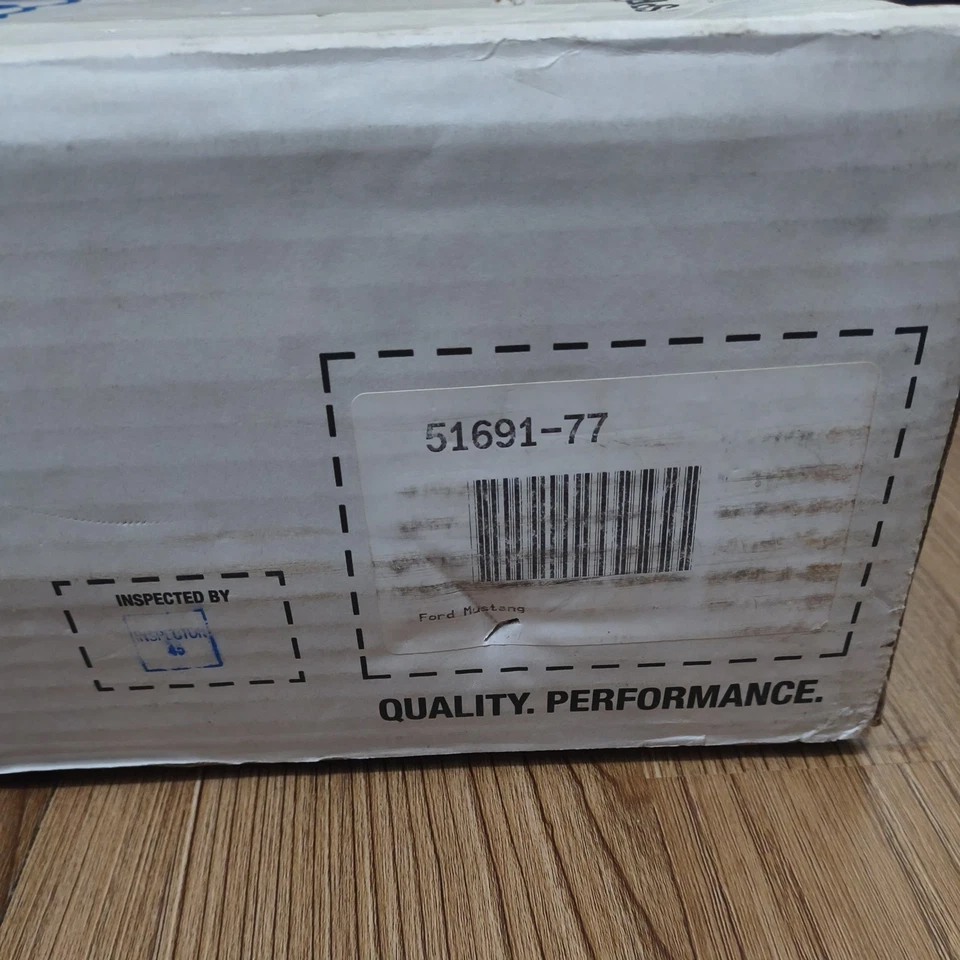 51691-77
Ford Mustang
INSPECTED BY
INSPECTOR
45
QUALITY. PERFORMANCE.